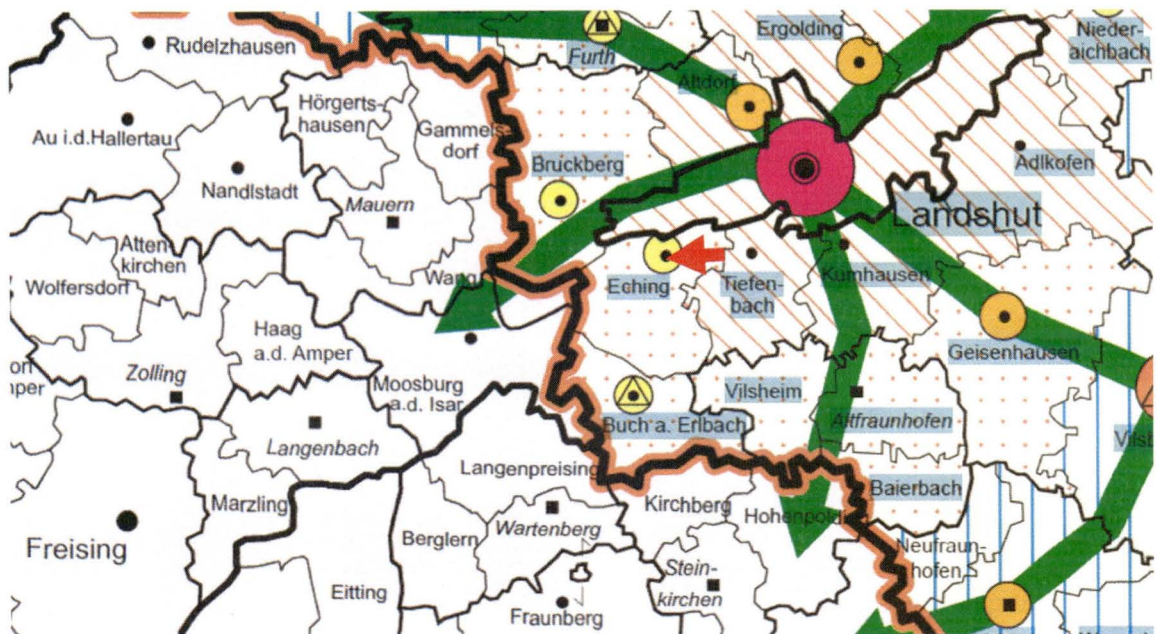 Rudelzhausen
Furth
Ergolding
Nieder-
aichbach
Altdorf
Hörgerts-
hausen
Gammels-
dorf
Au i.d.Hallertau
Bruckberg
Adlkofen
Nandlstadt
Mauern
Landshut
Atten-
kirchen
Wang
Eching
Tiefen-
bach
Kumhausen
Wolfersdorf
Haag
a.d. Amper
Geisenhausen
Zolling
Moosburg
a.d. Isar
Vilsheim
Buch a. Erlbach
Altfraunhofen
Langenbach
Langenpreising
Baierbach
Marzling
Kirchberg
Wartenberg
Freising
Berglern
Neufraun-
hofen
Stein-
kirchen
Eitting
Fraunberg